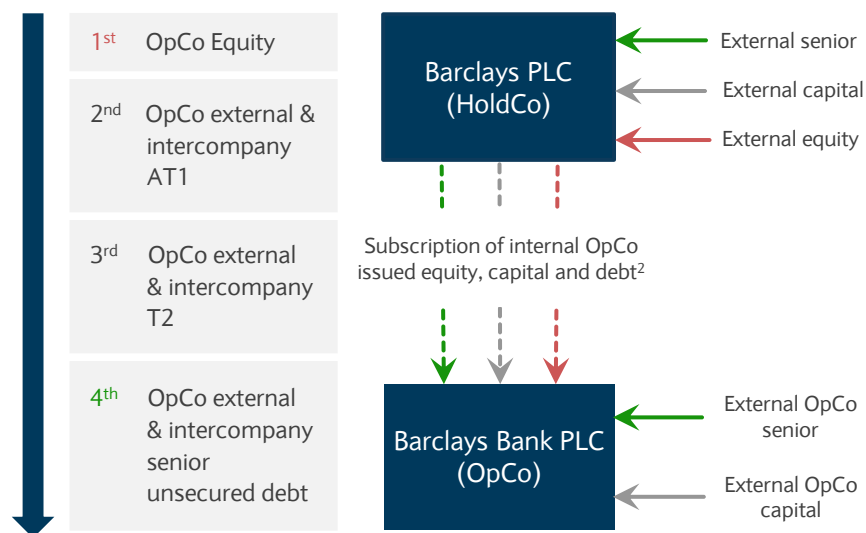 1st OpCo Equity
2nd OpCo external &
intercompany
AT1
3rd OpCo external
& intercompany
T2
4th OpCo external
& intercompany
senior
unsecured debt
Barclays PLC
(HoldCo)
External senior
External capital
External equity
Subscription of internal OpCo
issued equity, capital and debt2
Barclays Bank PLC
(OpCo)
External OpCo
senior
External OpCo
capital